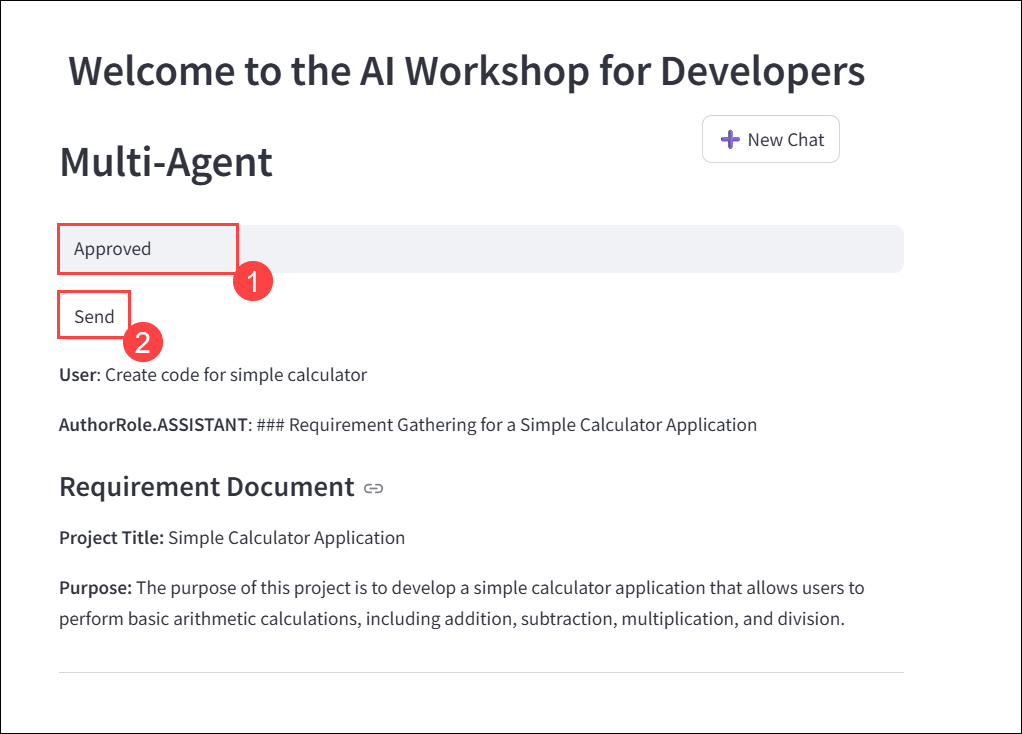 Welcome to the AI Workshop for Developers
New Chat
Multi-Agent
Approved
1
Send
2
User: Create code for simple calculator
AuthorRole.ASSISTANT: ### Requirement Gathering for a Simple Calculator Application
Requirement Document
Project Title: Simple Calculator Application
Purpose: The purpose of this project is to develop a simple calculator application that allows users to
perform basic arithmetic calculations, including addition, subtraction, multiplication, and division.